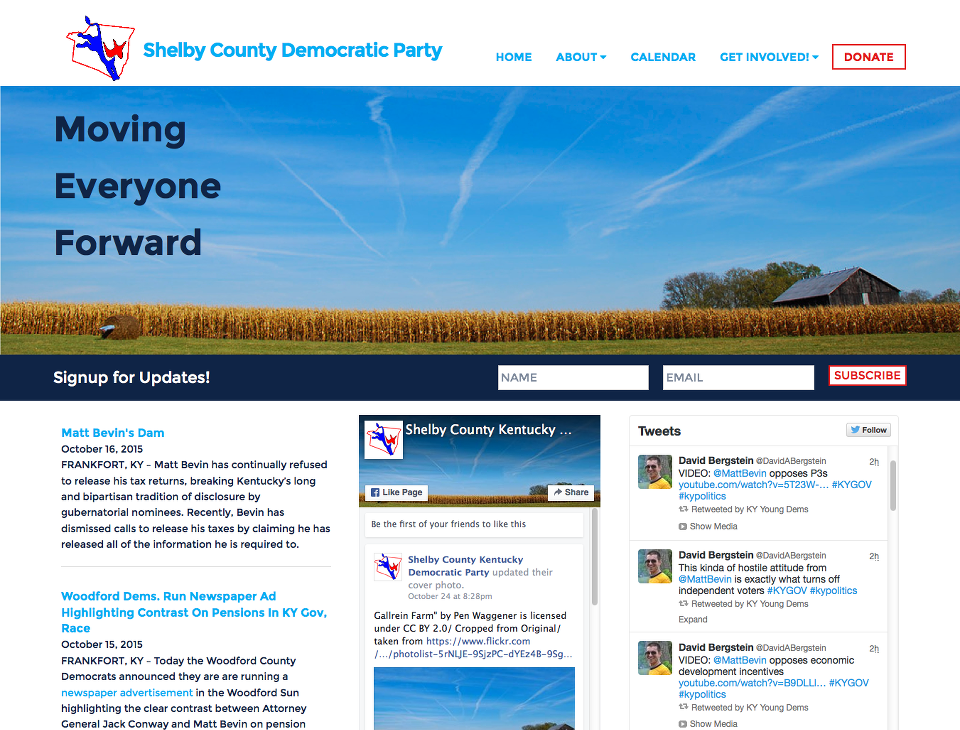 Shelby County Democratic Party
HOME
ABOUT
CALENDAR
GET INVOLVED!
DONATE
Moving
Everyone
Forward
Signup for Updates!
NAME
EMAIL
SUBSCRIBE
Matt Bevin's Dam
October 16, 2015
FRANKFORT, KY – Matt Bevin has continually refused
to release his tax returns, breaking Kentucky's long
and bipartisan tradition of disclosure by
gubernatorial nominees. Recently, Bevin has
dismissed calls to release his taxes by claiming he has
released all of the information he is required to.
Woodford Dems. Run Newspaper Ad
Highlighting Contrast On Pensions In KY Gov,
Race
October 15, 2015
FRANKFORT, KY – Today the Woodford County
Democrats announced they are are running a
newspaper advertisement in the Woodford Sun
highlighting the clear contrast between Attorney
General Jack Conway and Matt Bevin on pension
Shelby County Kentucky ...
Like Page
Share
Be the first of your friends to like this
Shelby County Kentucky
Democratic Party updated their
cover photo.
October 24 at 8:28pm
Gallrein Farm" by Pen Waggener is licensed
under CC BY 2.0/ Cropped from Original/
taken from https://www.flickr.com
/.../photolist-5rNLJE-9SjzPC-dYEz4B-9Sg...
Tweets
Follow
David Bergstein @DavidABergstein 2h
VIDEO: @MattBevin opposes P3s
youtube.com/watch?v=5T23W-... #KYGOV
#kypolitics
Retweeted by KY Young Dems
Show Media
David Bergstein @DavidABergstein 2h
This kinda of hostile attitude from
@MattBevin is exactly what turns off
independent voters #KYGOV #kypolitics
Retweeted by KY Young Dems
Expand
David Bergstein @DavidABergstein 2h
VIDEO: @MattBevin opposes economic
development incentives
youtube.com/watch?v=B9DLLI... #KYGOV
#kypolitics
Retweeted by KY Young Dems
Show Media